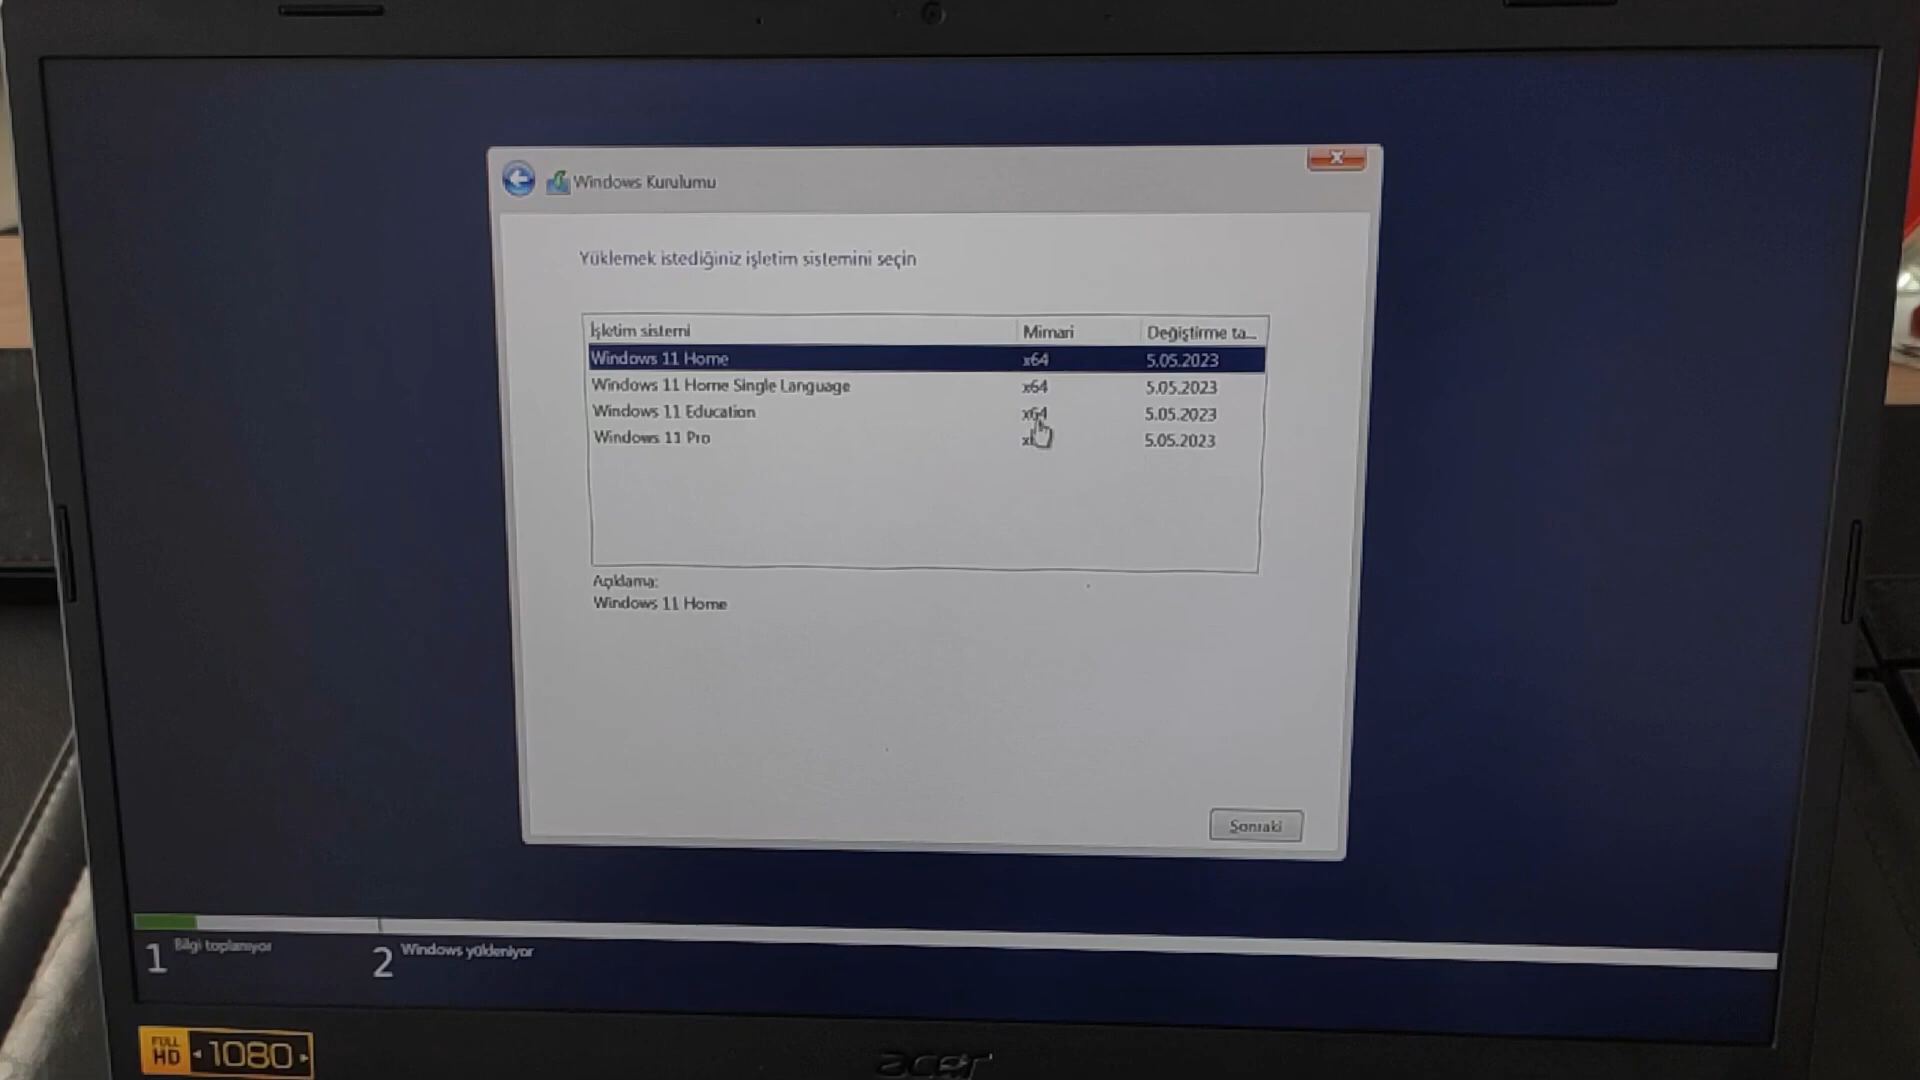 Windows Kurulumu
Yüklemek istediğiniz işletim sistemini seçin
İşletim sistemi Mimari Değiştirme ta...
Windows 11 Home x64 5.05.2023
Windows 11 Home Single Language x64 5.05.2023
Windows 11 Education x64 5.05.2023
Windows 11 Pro 5.05.2023
Açıklama:
Windows 11 Home
Sonraki
1 Bilgi toplanıyor
2 Windows yükleniyor
FULL HD 1080
acer